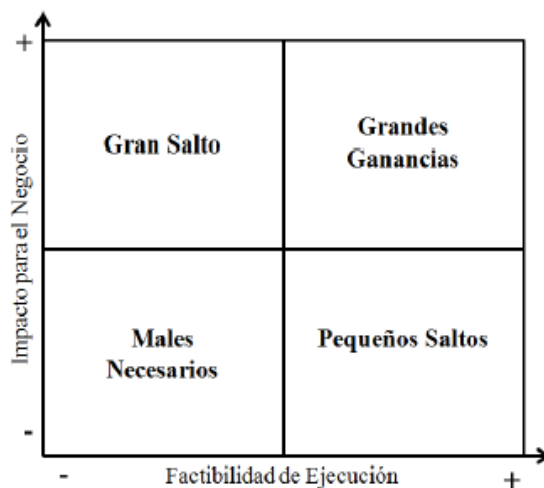 +
Impacto para el Negocio
-
Gran Salto
Grandes
Ganancias
Males
Necesarios
Pequeños Saltos
-
Factibilidad de Ejecución
+